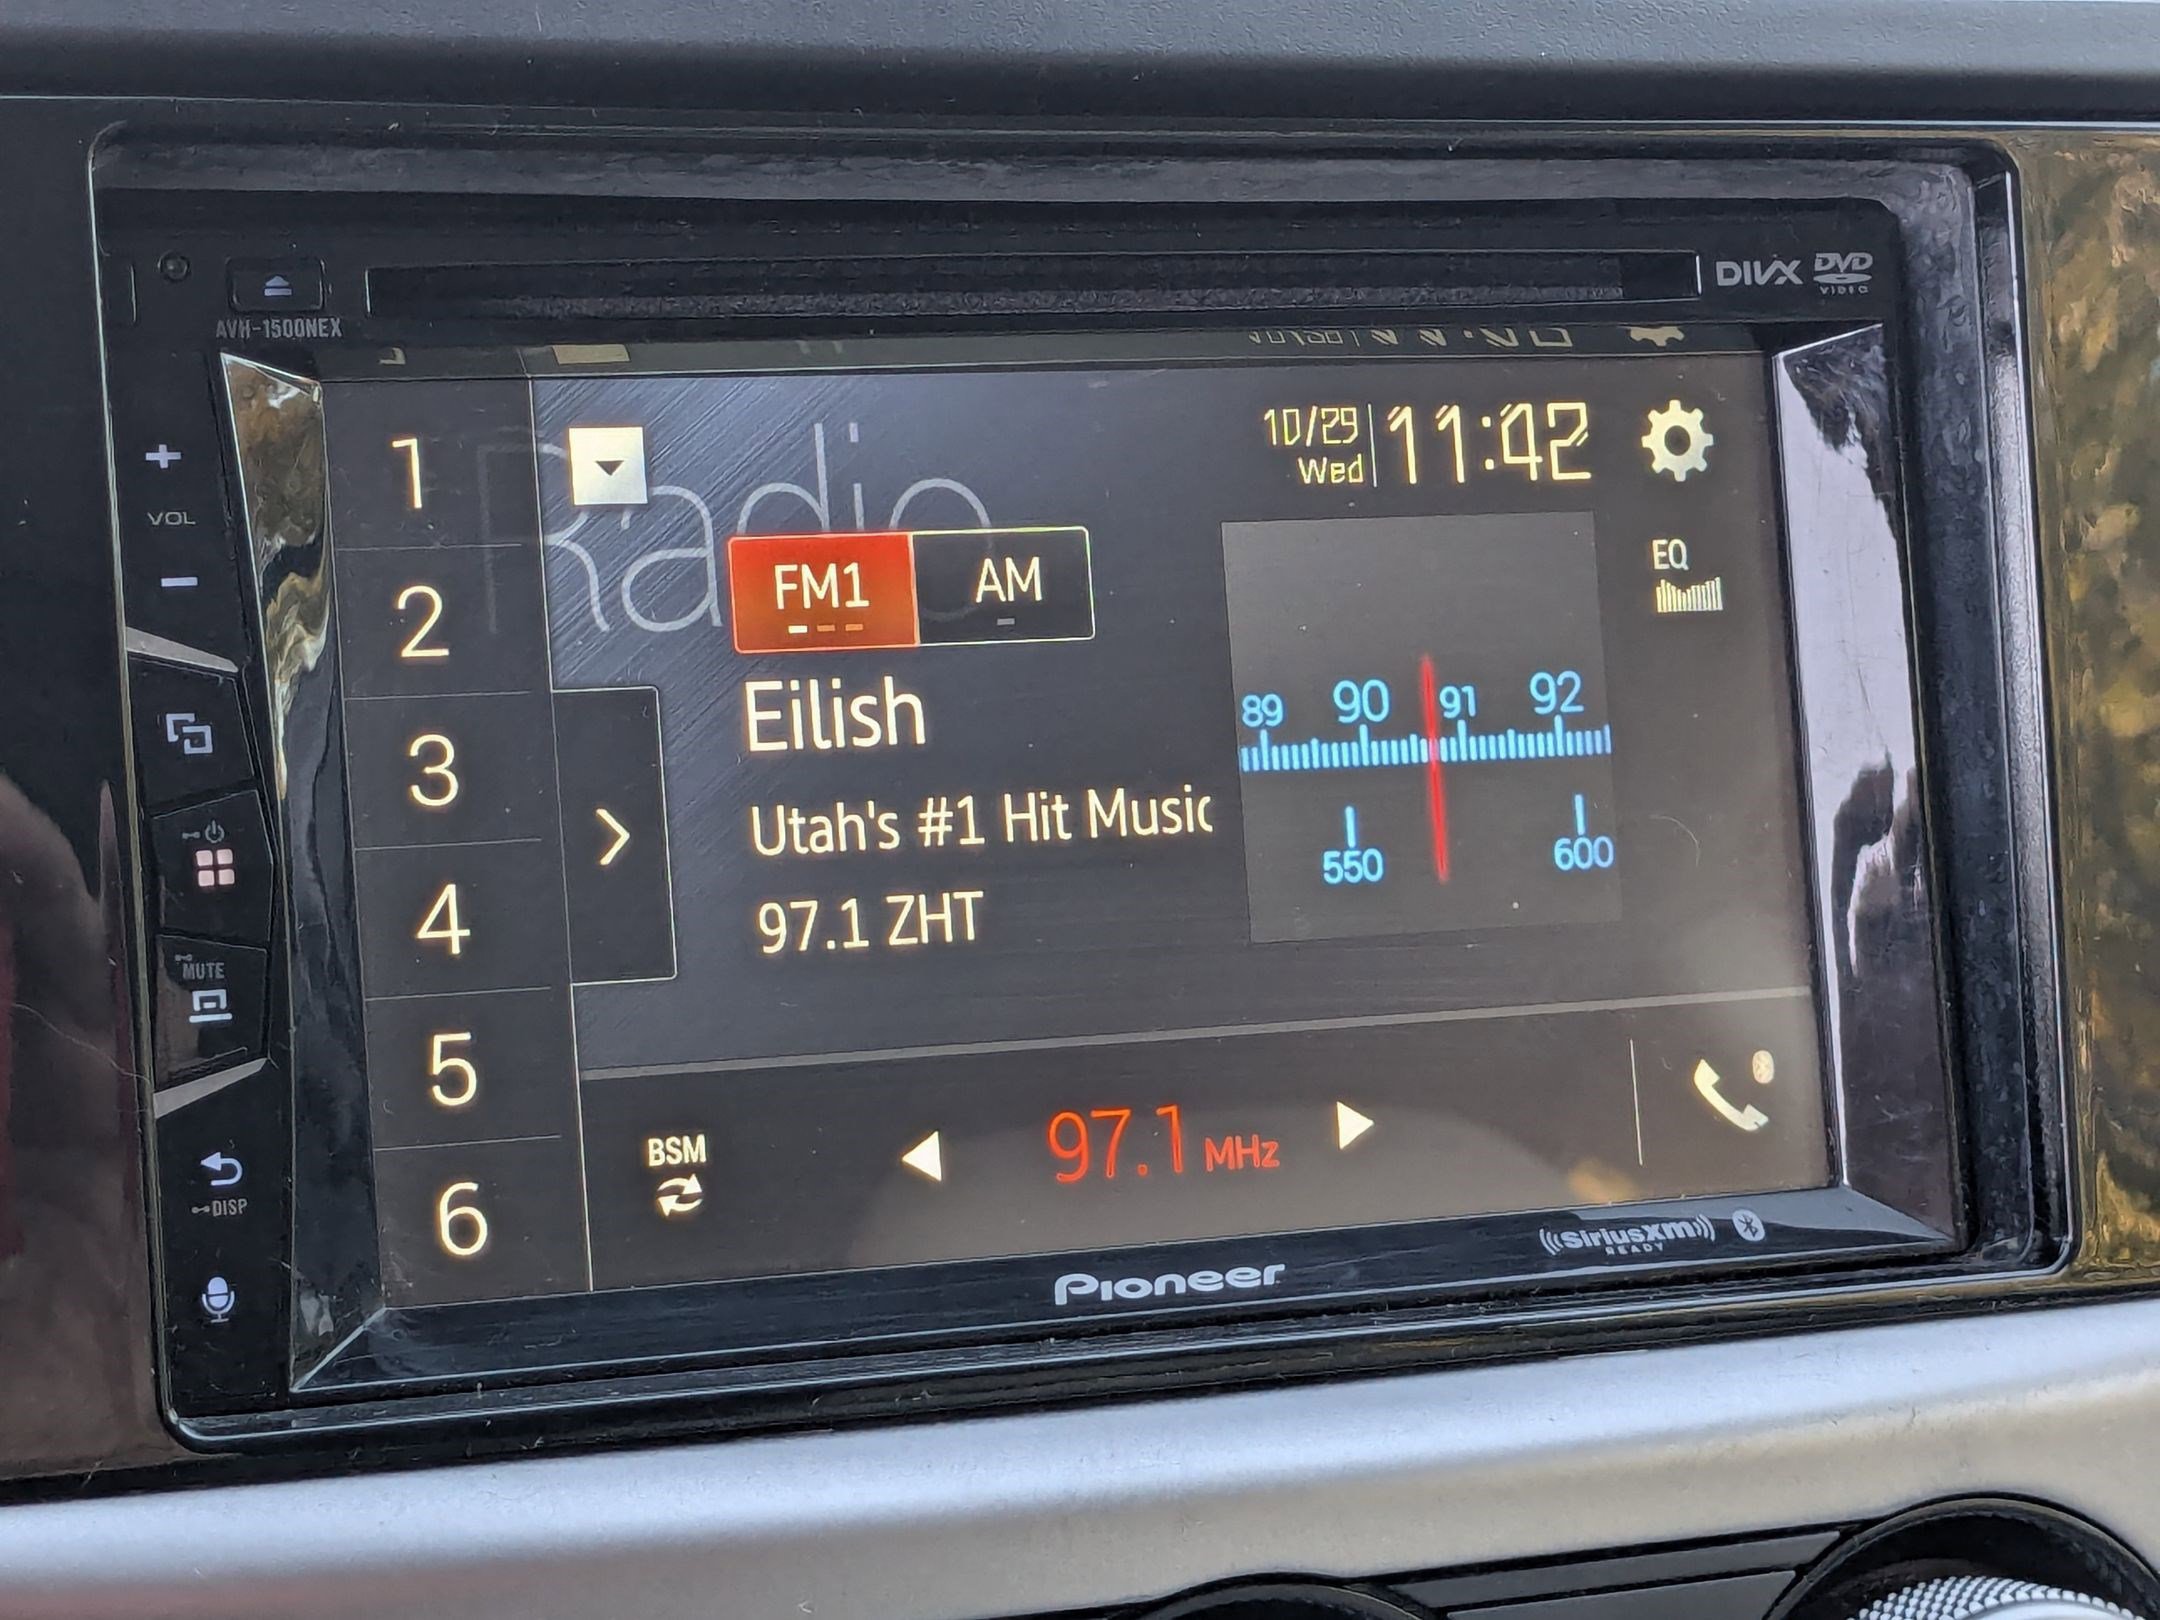 DIVX DVD
VIDEO
AVH-1500NEX
VOL
MUTE
DISP
1
2
3
4
5
6
Radio
10/29
Wed
11:42
EQ
FM1
AM
Eilish
Utah's #1 Hit Music
97.1 ZHT
89 90 91 92
550 600
BSM
97.1 MHz
Pioneer
((SiriusXM))
READY